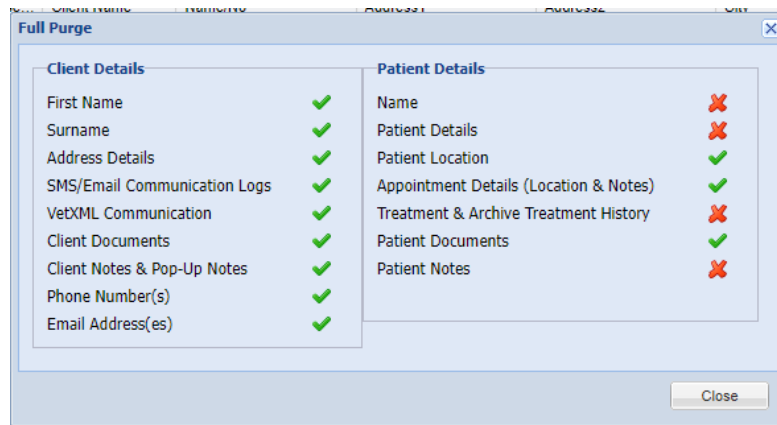 Full Purge
Client Details
First Name
Surname
Address Details
SMS/Email Communication Logs
VetXML Communication
Client Documents
Client Notes & Pop-Up Notes
Phone Number(s)
Email Address(es)
Patient Details
Name
Patient Details
Patient Location
Appointment Details (Location & Notes)
Treatment & Archive Treatment History
Patient Documents
Patient Notes
Close